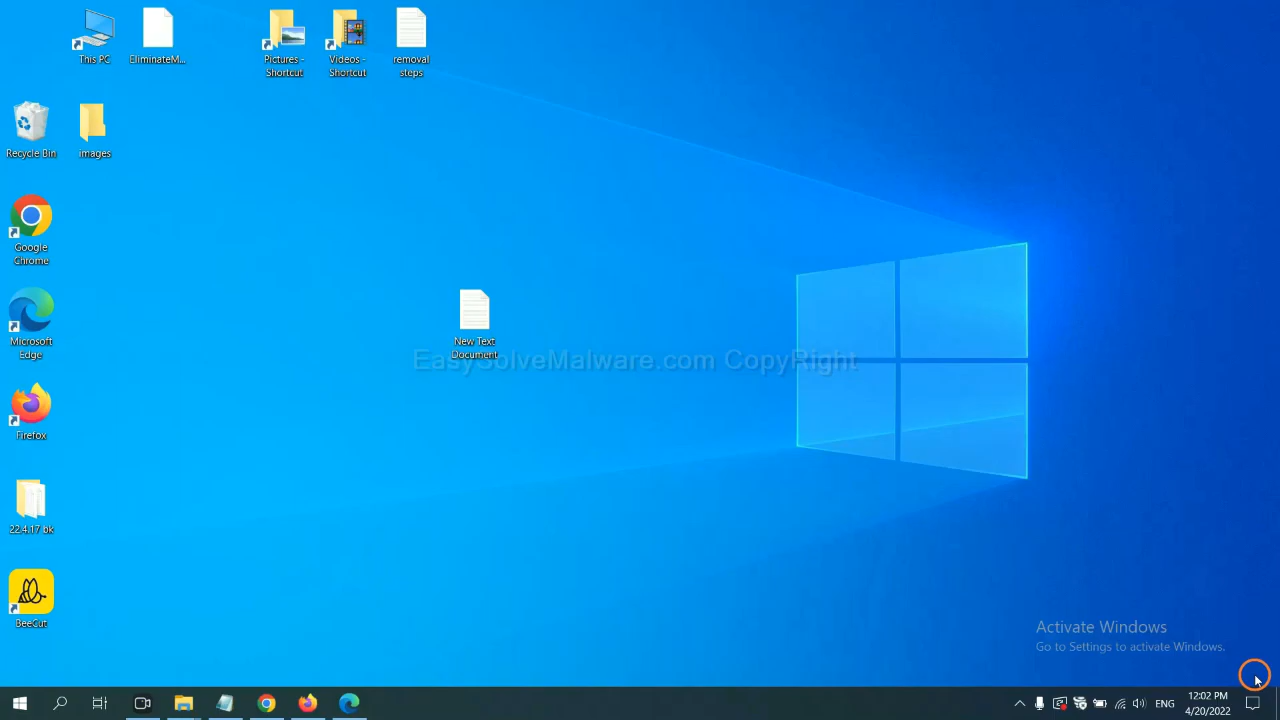 This PC
EliminateM...
Pictures -
Shortcut
Videos -
Shortcut
removal
steps
Recycle Bin
images
Google
Chrome
Microsoft
Edge
New Text
Document
EasySolveMalware.com CopyRight
Firefox
22.4.17 bk
BeeCut
Activate Windows
Go to Settings to activate Windows.
ENG
12:02 PM
4/20/2022